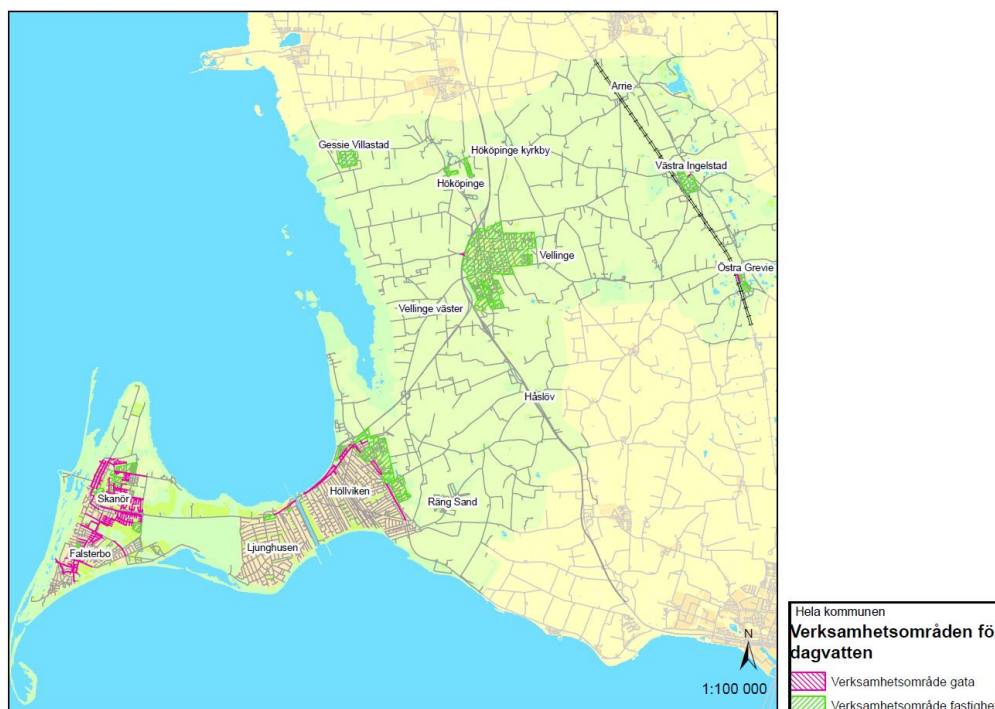 Arrie
Gessie Villastad
Hököpinge kyrkby
Västra Ingelstad
Hököpinge
Vellinge
Östra Grevie
Vellinge väster
Håslöv
Höllviken
Skanör
Räng Sand
Ljunghusen
Falsterbo
N
1:100 000
Hela kommunen
Verksamhetsområden fö
dagvatten
Verksamhetsområde gata
Verksamhetsområde fastighe